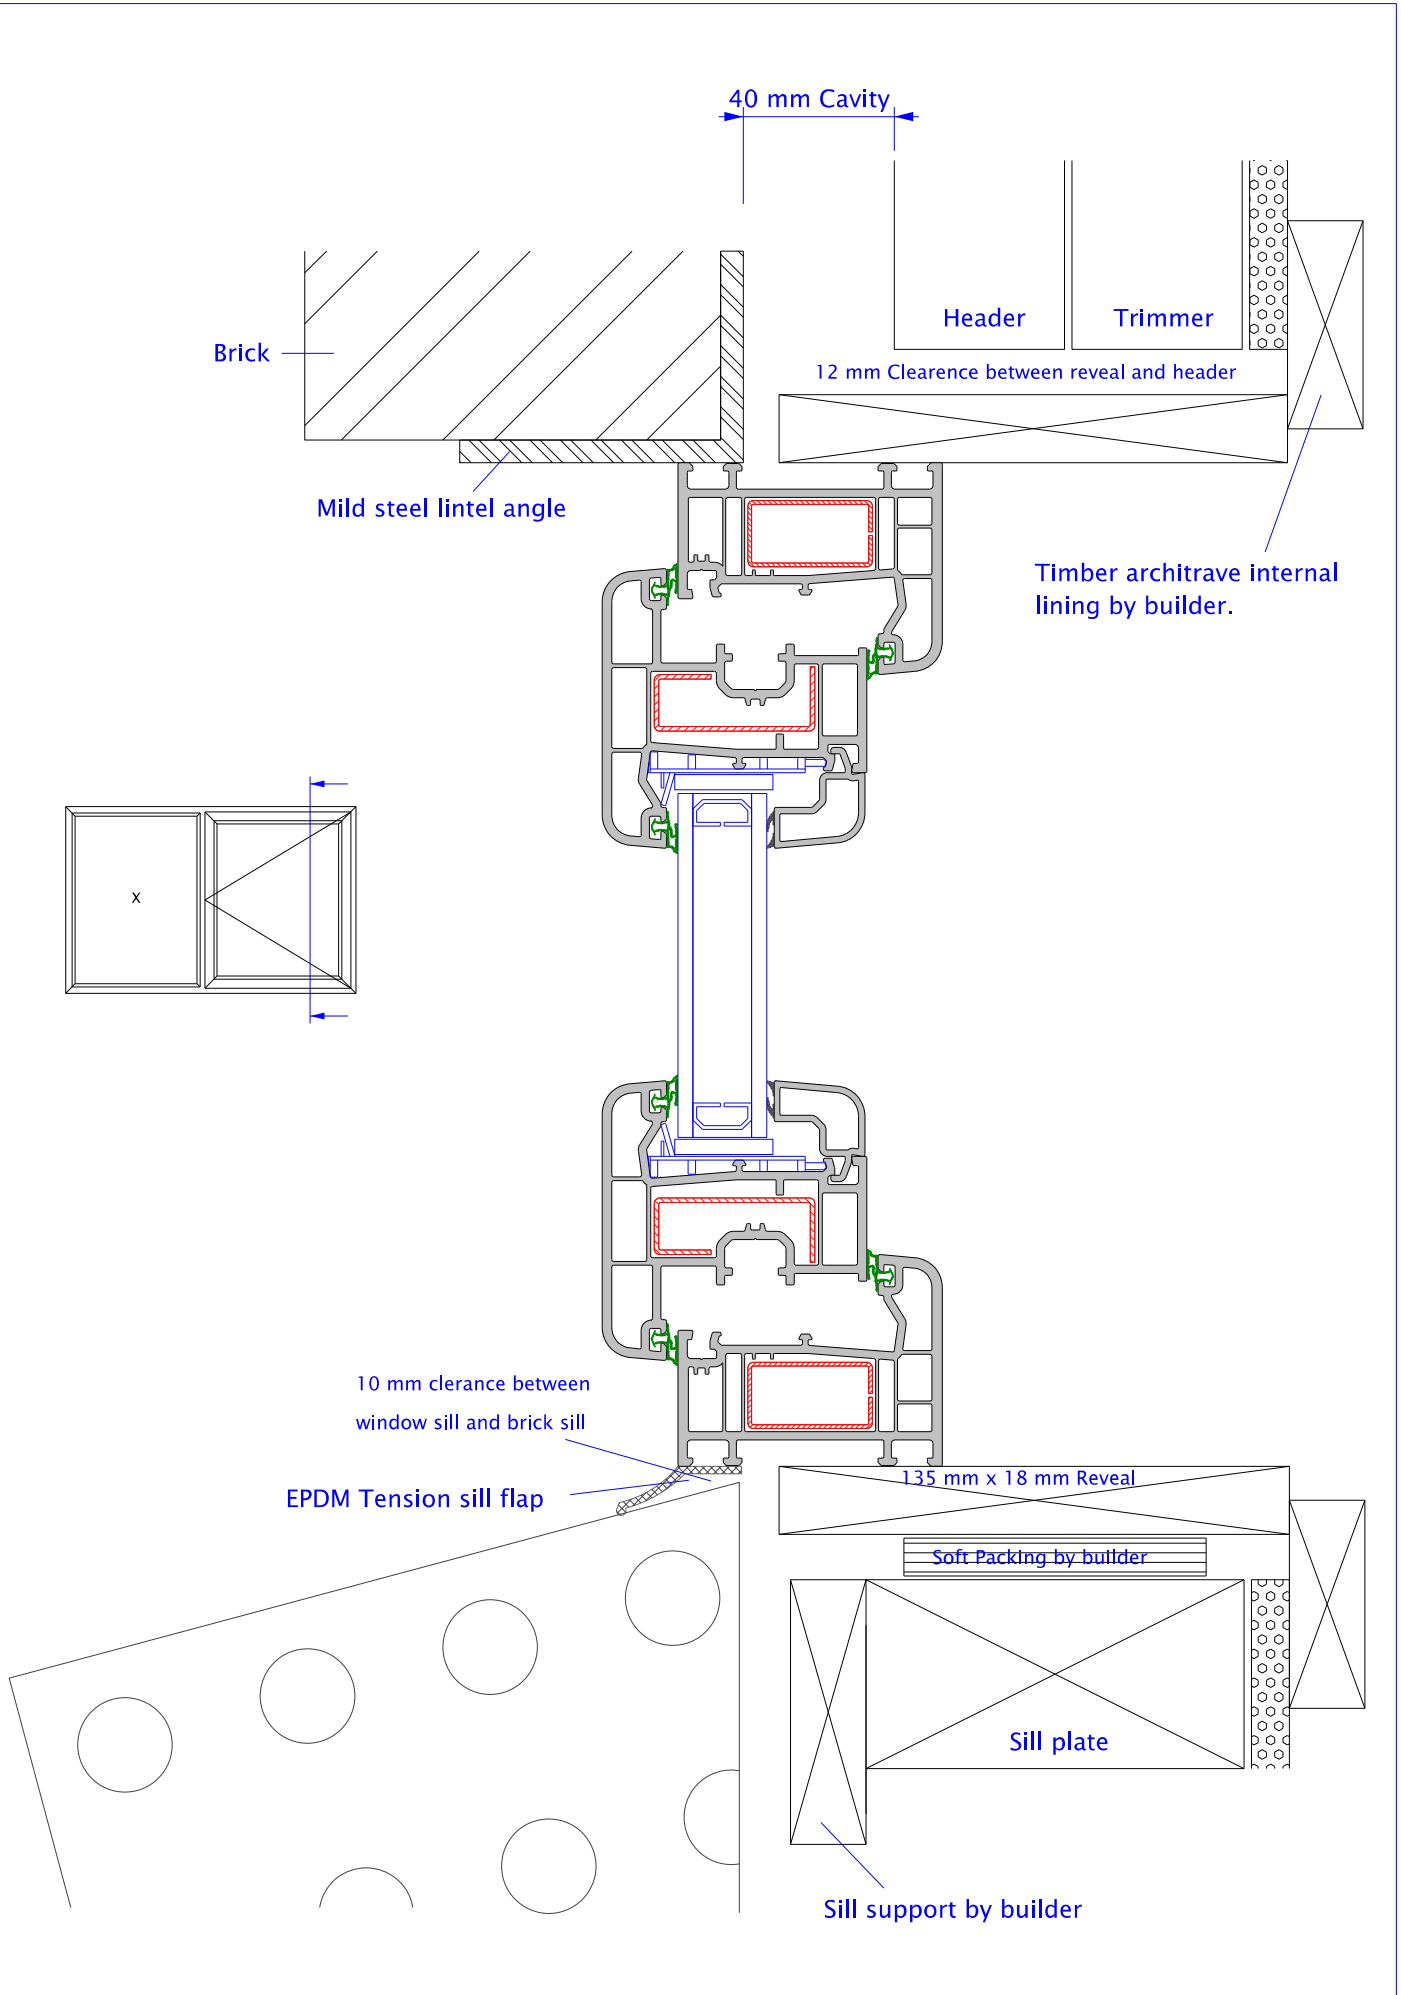 40 mm Cavity
Header
Trimmer
Brick
12 mm Clearence between reveal and header
Mild steel lintel angle
Timber architrave internal
lining by builder.
X
10 mm clerance between
window sill and brick sill
EPDM Tension sill flap
135 mm x 18 mm Reveal
Soft Packing by builder
Sill plate
Sill support by builder